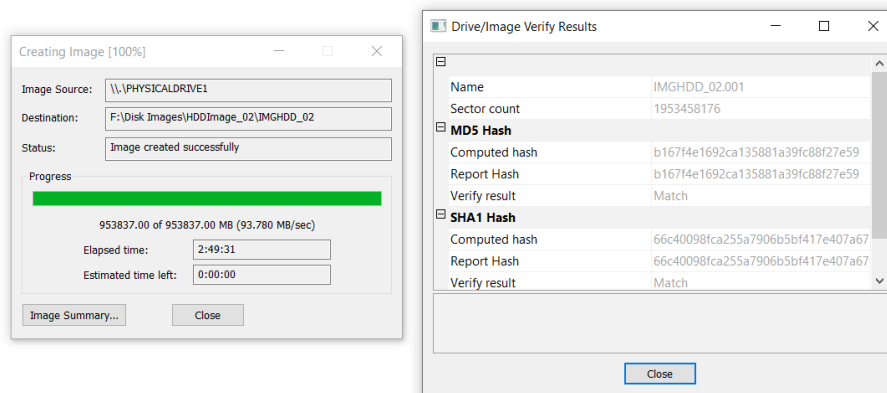 Creating Image [100%]
Image Source: \\.\PHYSICALDRIVE1
Destination: F:\Disk Images\HDDImage_02\IMGHDD_02
Status: Image created successfully
Progress
953837.00 of 953837.00 MB (93.780 MB/sec)
Elapsed time: 2:49:31
Estimated time left: 0:00:00
Image Summary... Close
Drive/Image Verify Results
Name IMGHDD_02.001
Sector count 1953458176
MD5 Hash
Computed hash b167f4e1692ca135881a39fc88f27e59
Report Hash b167f4e1692ca135881a39fc88f27e59
Verify result Match
SHA1 Hash
Computed hash 66c40098fca255a7906b5bf417e407a67
Report Hash 66c40098fca255a7906b5bf417e407a67
Verify result Match
Close